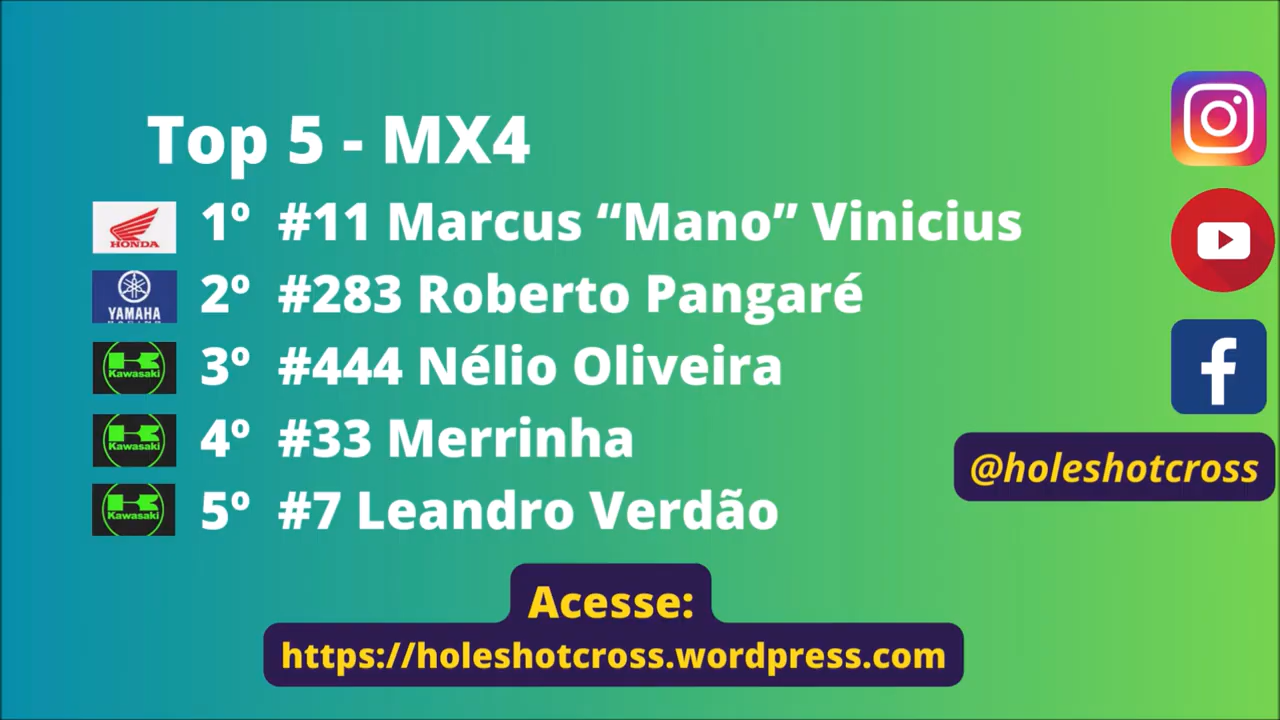 Top 5 - MX4
HONDA 1º #11 Marcus “Mano” Vinicius
YAMAHA 2º #283 Roberto Pangaré
Kawasaki 3º #444 Nélio Oliveira
Kawasaki 4º #33 Merrinha
Kawasaki 5º #7 Leandro Verdão
@holeshotcross
Acesse:
https://holeshotcross.wordpress.com